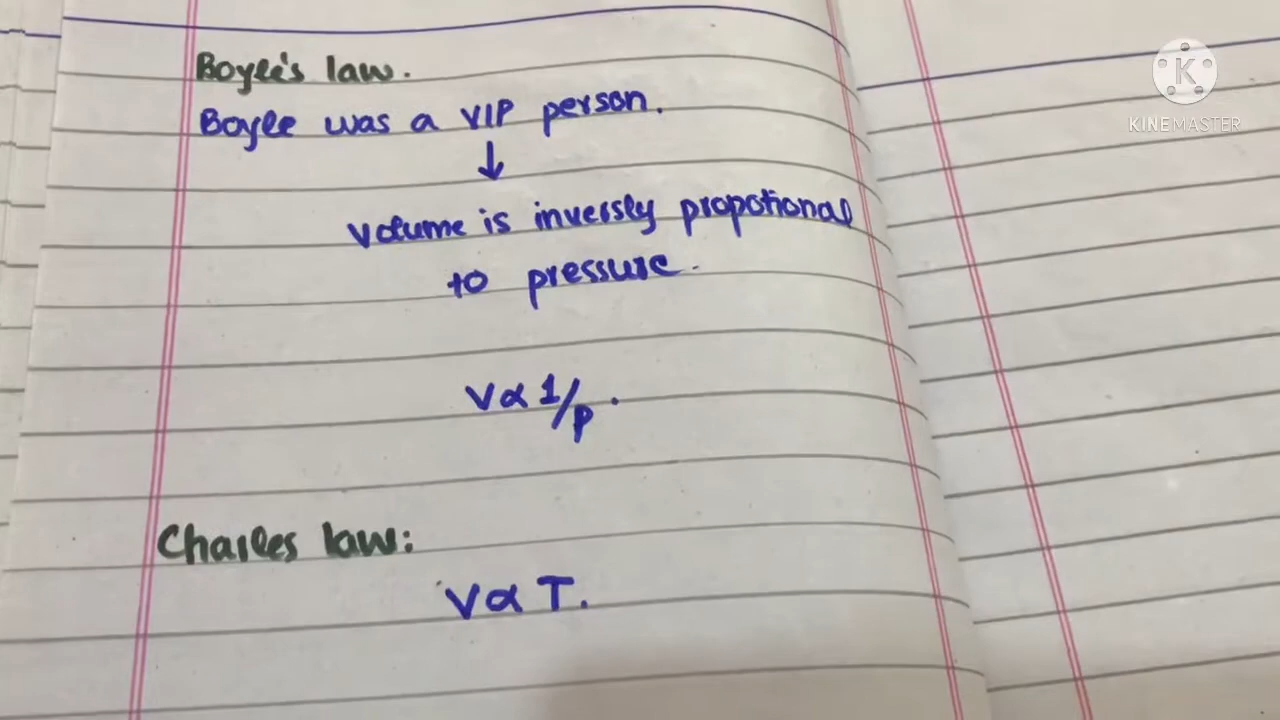 Boyle's law.
Boyle was a VIP person.
↓
Volume is inversly propotional
to pressure.
V∝ 1/p.
Charles law:
V∝ T.
K
KINEMASTER